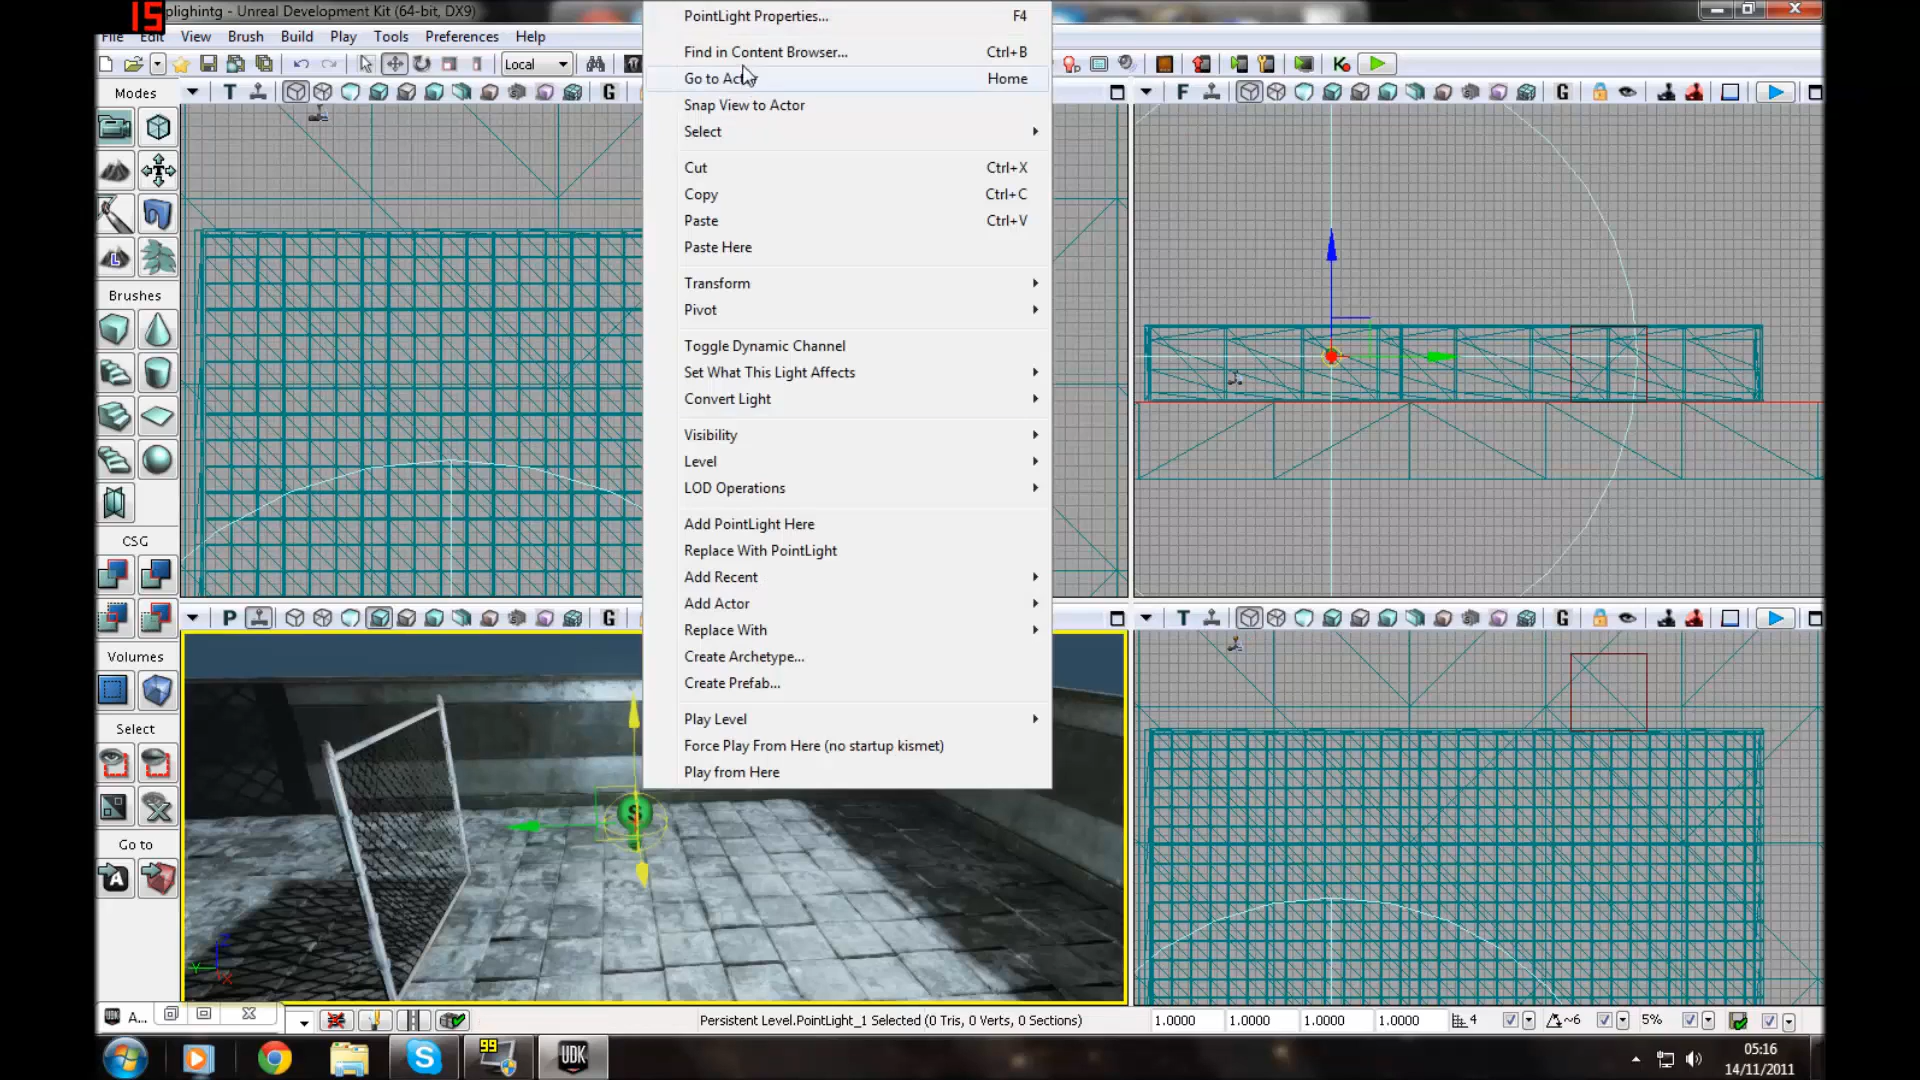 15
plighintg - Unreal Development Kit (64-bit, DX9)
File Edit View Brush Build Play Tools Preferences Help
Local
Modes
T
G
F
G
L
Brushes
CSG
Volumes
Select
Go to
A
PointLight Properties... F4
Find in Content Browser... Ctrl+B
Go to Home
Snap View to Actor
Select
Cut Ctrl+X
Copy Ctrl+C
Paste Ctrl+V
Paste Here
Transform
Pivot
Toggle Dynamic Channel
Set What This Light Affects
Convert Light
Visibility
Level
LOD Operations
Add PointLight Here
Replace With PointLight
Add Recent
Add Actor
Replace With
Create Archetype...
Create Prefab...
Play Level
Force Play From Here (no startup kismet)
Play from Here
P
G
T
G
S
Z
Y
X
A...
Persistent Level.PointLight_1 Selected (0 Tris, 0 Verts, 0 Sections)
1.0000 1.0000 1.0000 1.0000 4 ~6 5%
99
UDK
05:16
14/11/2011